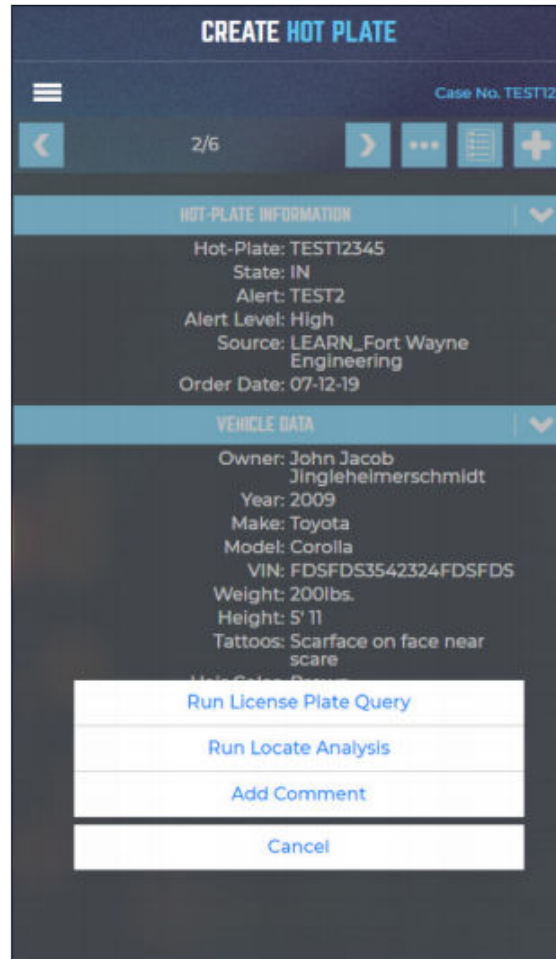 CREATE HOT PLATE
Case No. TEST12
2/6
HOT-PLATE INFORMATION
Hot-Plate: TEST12345
State: IN
Alert: TEST2
Alert Level: High
Source: LEARN_Fort Wayne
Engineering
Order Date: 07-12-19
VEHICLE DATA
Owner: John Jacob
Jingleheimerschmidt
Year: 2009
Make: Toyota
Model: Corolla
VIN: FDSFDS3542324FDSFDS
Weight: 200lbs.
Height: 5' 11
Tattoos: Scarface on face near
scare
Hair Color: Brown
Run License Plate Query
Run Locate Analysis
Add Comment
Cancel